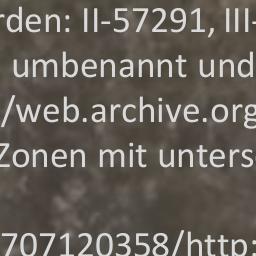 rden: II-57291, III-
umbenannt und
/web.archive.org
Zonen mit unters
707120358/http: